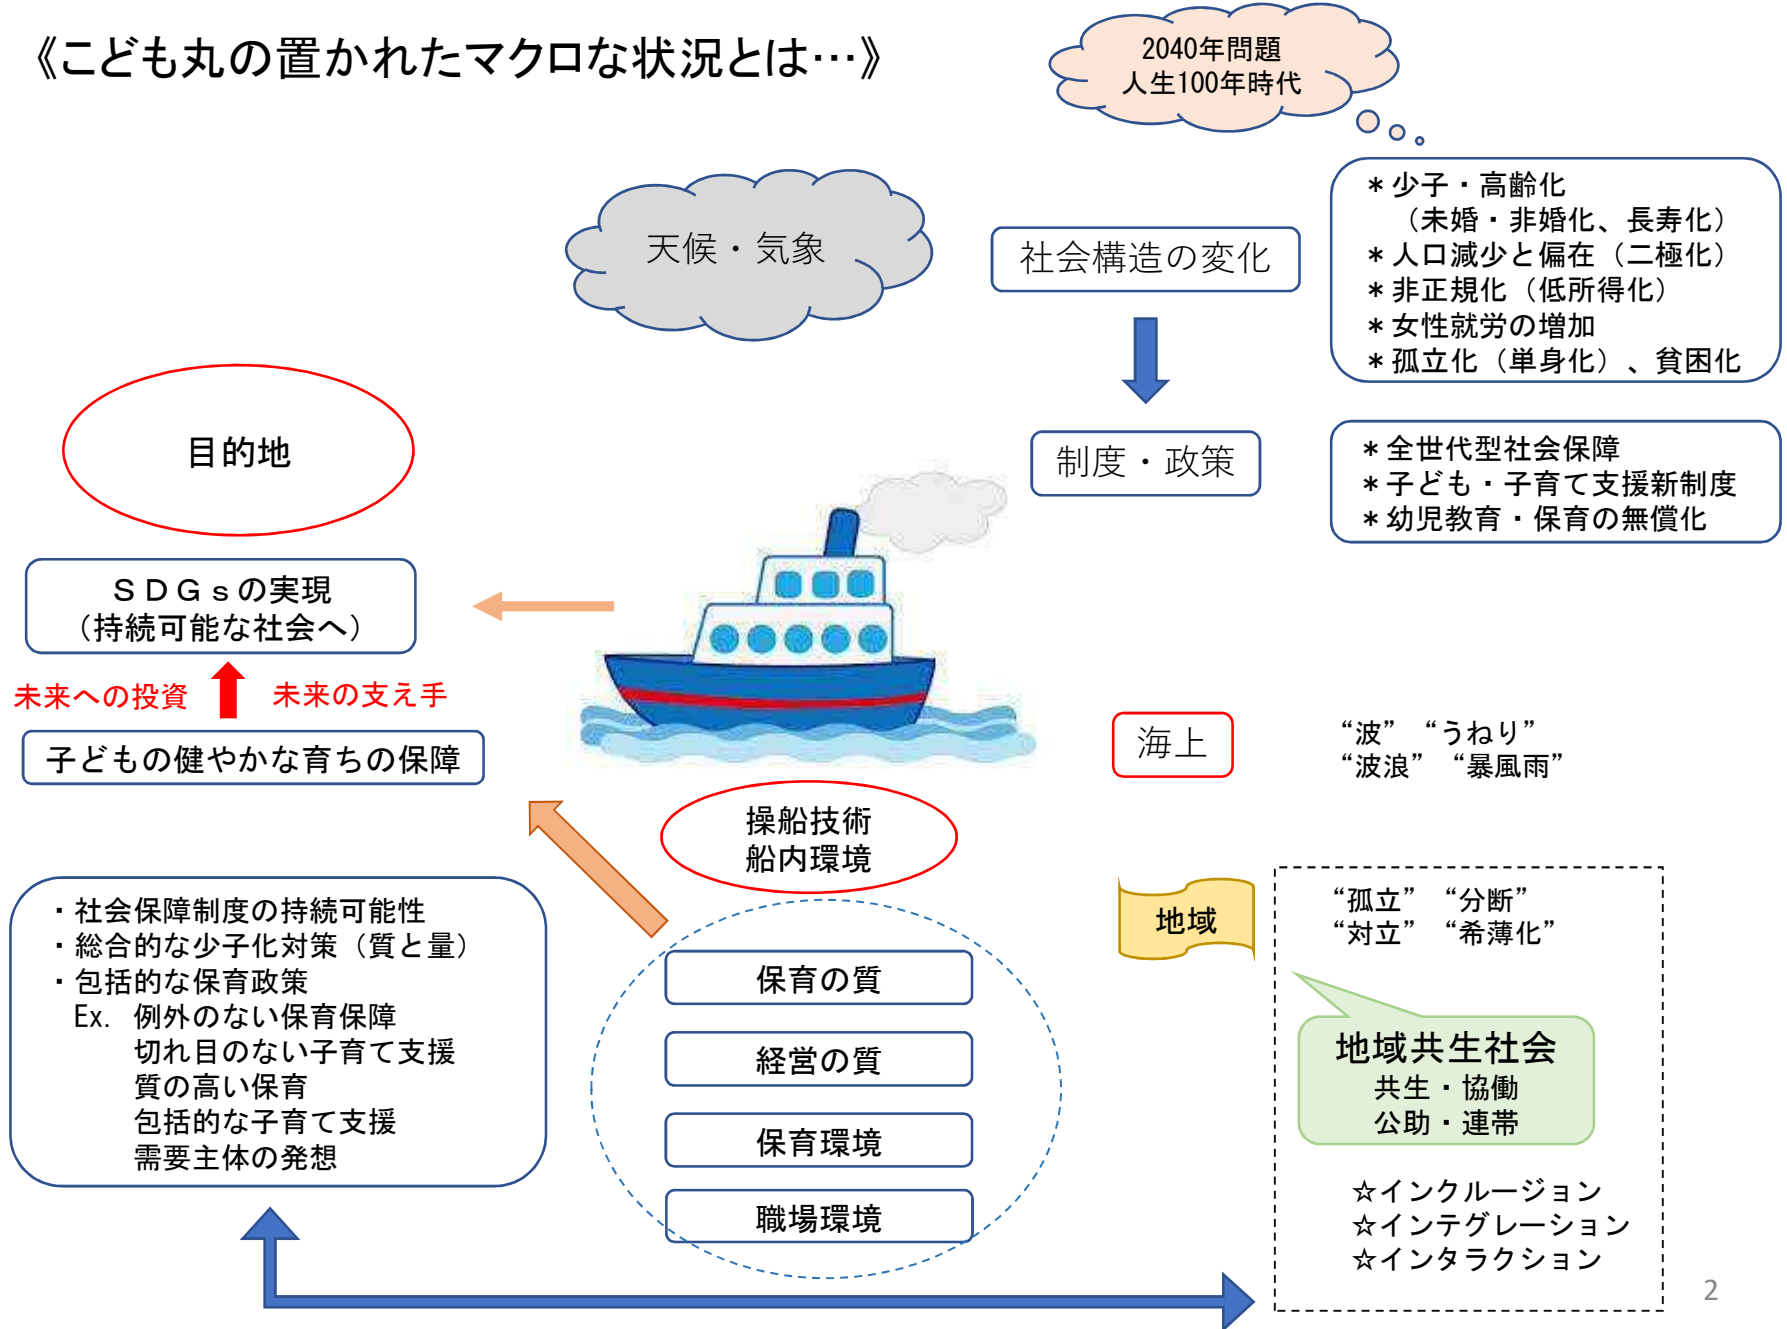 《こども丸の置かれたマクロな状況とは…》
2040年問題
人生100年時代
天候・気象
社会構造の変化
＊少子・高齢化
（未婚・非婚化、長寿化）
＊人口減少と偏在（二極化）
＊非正規化（低所得化）
＊女性就労の増加
＊孤立化（単身化）、貧困化
制度・政策
＊全世代型社会保障
＊子ども・子育て支援新制度
＊幼児教育・保育の無償化
目的地
ＳＤＧｓの実現
（持続可能な社会へ）
未来への投資
未来の支え手
子どもの健やかな育ちの保障
海上
“波” “うねり”
“波浪” “暴風雨”
操船技術
船内環境
・社会保障制度の持続可能性
・総合的な少子化対策（質と量）
・包括的な保育政策
Ex. 例外のない保育保障
切れ目のない子育て支援
質の高い保育
包括的な子育て支援
需要主体の発想
保育の質
経営の質
保育環境
職場環境
地域
“孤立” “分断”
“対立” “希薄化”
地域共生社会
共生・協働
公助・連帯
☆インクルージョン
☆インテグレーション
☆インタラクション
2